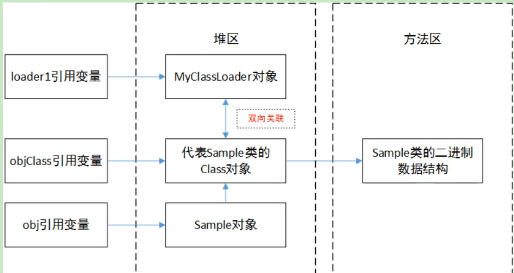 堆区
方法区
loader1引用变量
MyClassLoader对象
双向关联
objClass引用变量
代表Sample类的
Class对象
Sample类的二进制
数据结构
obj引用变量
Sample对象